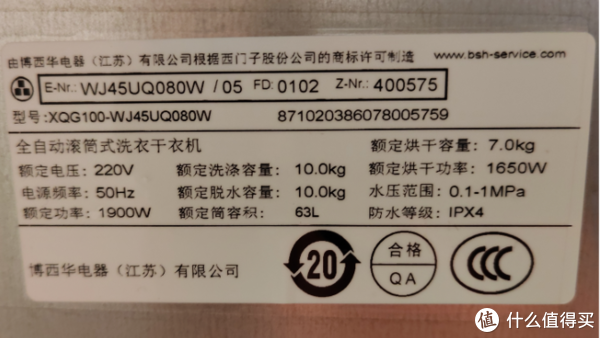 由博西华电器（江苏）有限公司根据西门子股份公司的商标许可制造 www.bsh-service.com
E-Nr.: WJ45UQ080W / 05 FD: 0102 Z-Nr.: 400575
型号: XQG100-WJ45UQ080W 871020386078005759
全自动滚筒式洗衣干衣机 额定烘干容量: 7.0kg
额定电压: 220V 额定洗涤容量: 10.0kg 额定烘干功率: 1650W
电源频率: 50Hz 额定脱水容量: 10.0kg 水压范围: 0.1-1MPa
额定功率: 1900W 额定筒容积: 63L 防水等级: IPX4
博西华电器（江苏）有限公司 20 合格 QA CCC
值 什么值得买